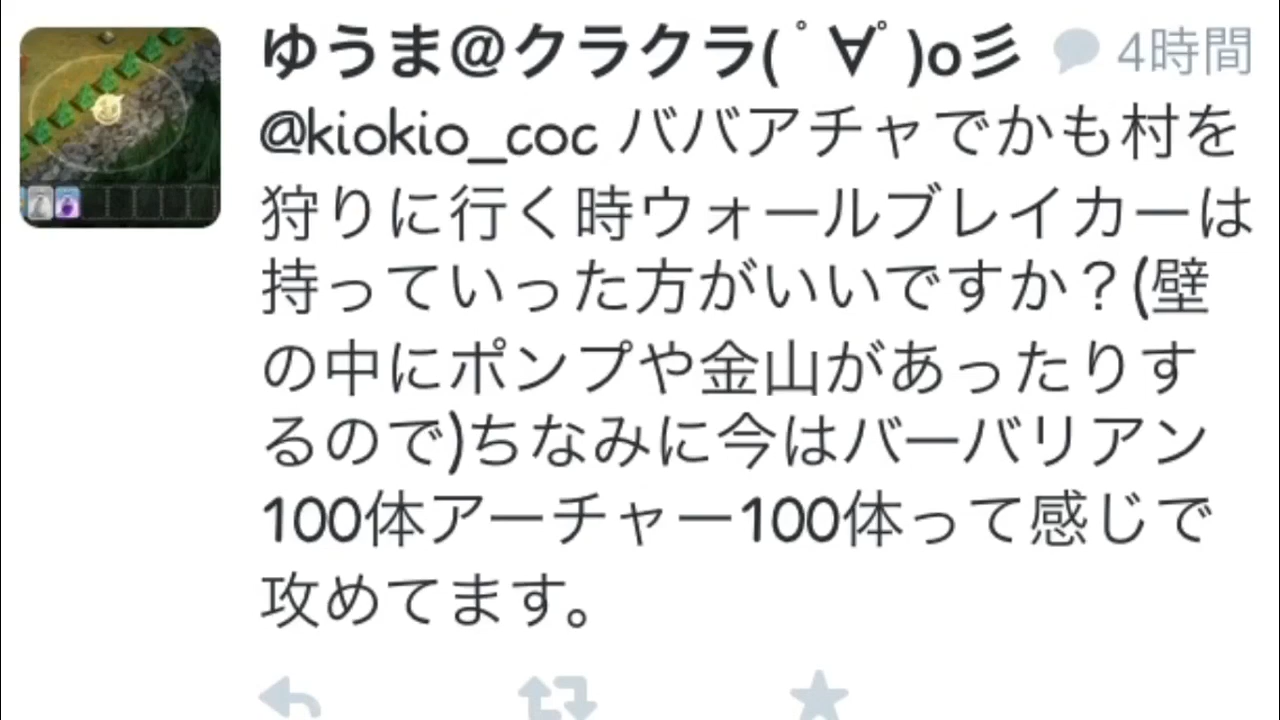 ゆうま@クラクラ( ﾟ∀ﾟ)o彡 4時間
@kiokio_coc ババアチャでかも村を
狩りに行く時ウォールブレイカーは
持っていった方がいいですか？(壁
の中にポンプや金山があったりす
るので)ちなみに今はバーバリアン
100体アーチャー100体って感じで
攻めてます。